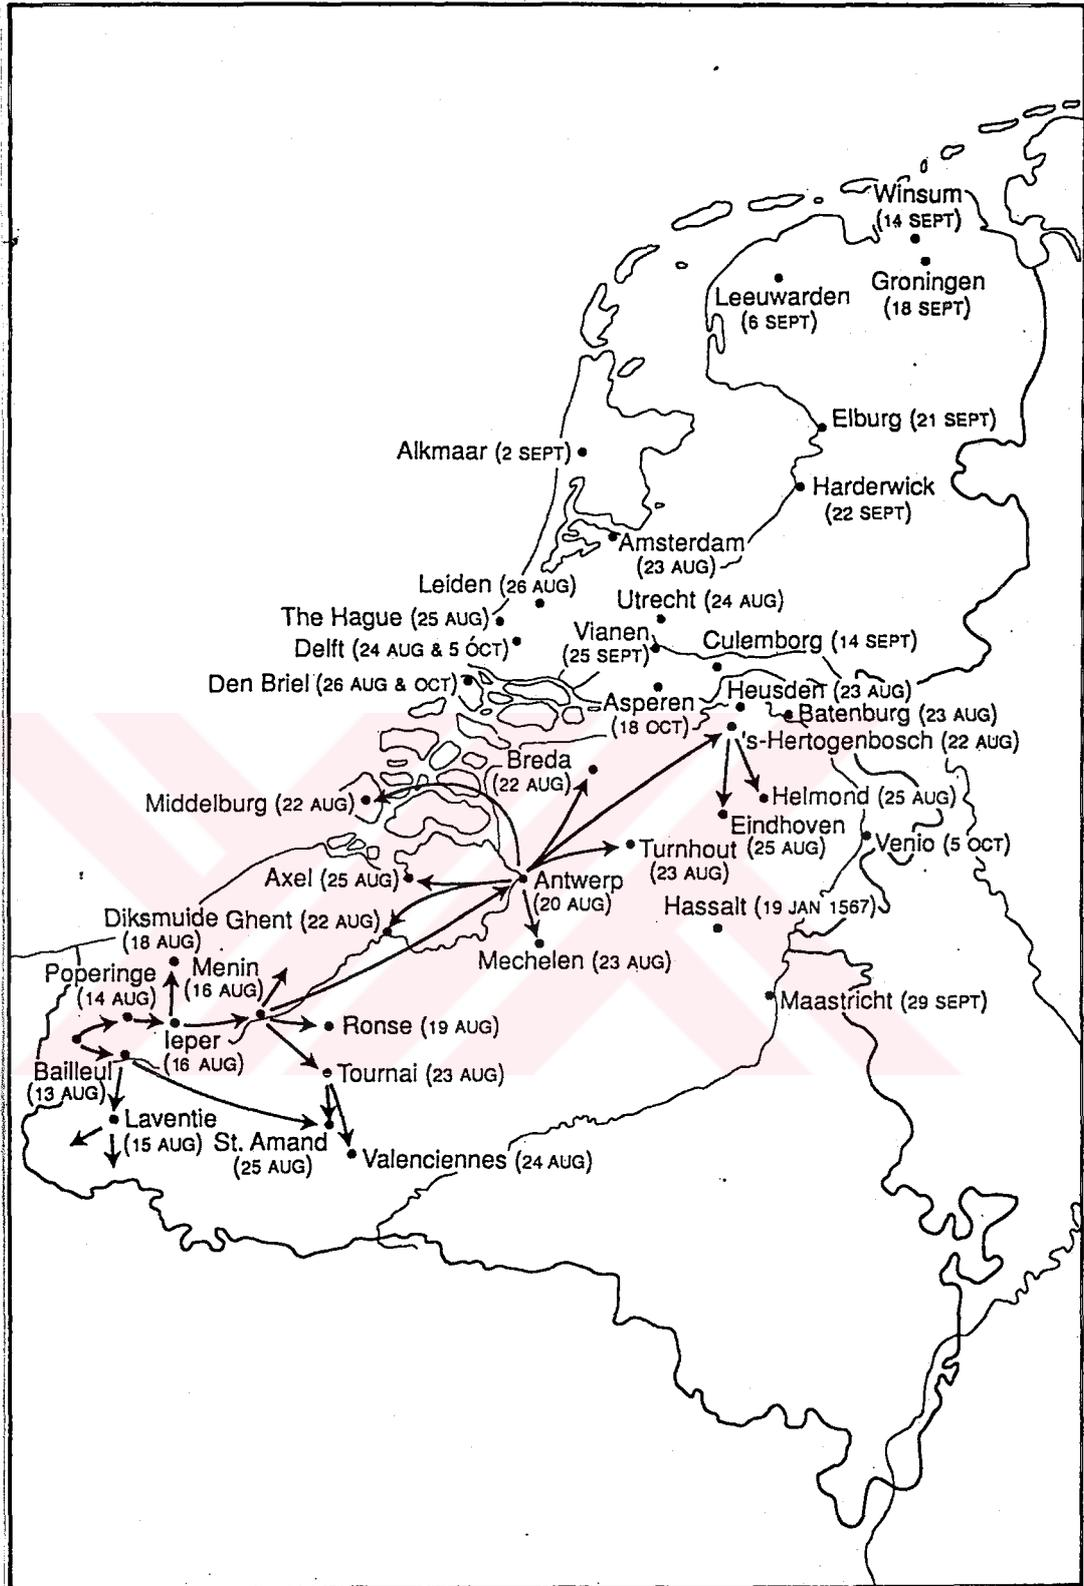 Winsum
(14 SEPT)
Groningen
(18 SEPT)
Leeuwarden
(6 SEPT)
Elburg (21 SEPT)
Alkmaar (2 SEPT)
Harderwick
(22 SEPT)
Amsterdam
(23 AUG)
Leiden (26 AUG)
Utrecht (24 AUG)
The Hague (25 AUG)
Vianen
(25 SEPT)
Culemborg (14 SEPT)
Delft (24 AUG & 5 OCT)
Den Briel (26 AUG & OCT)
Asperen
(18 OCT)
Heusden (23 AUG)
Batenburg (23 AUG)
's-Hertogenbosch (22 AUG)
Breda
(22 AUG)
Middelburg (22 AUG)
Helmond (25 AUG)
Eindhoven
(25 AUG)
Venio (5 OCT)
Turnhout
(23 AUG)
Axel (25 AUG)
Antwerp
(20 AUG)
Hassalt (19 JAN 1567)
Diksmuide
(18 AUG)
Ghent (22 AUG)
Mechelen (23 AUG)
Poperinge
(14 AUG)
Menin
(16 AUG)
Maastricht (29 SEPT)
Ieper
(16 AUG)
Ronse (19 AUG)
Bailleul
(13 AUG)
Tournai (23 AUG)
Laventie
(15 AUG)
St. Amand
(25 AUG)
Valenciennes (24 AUG)